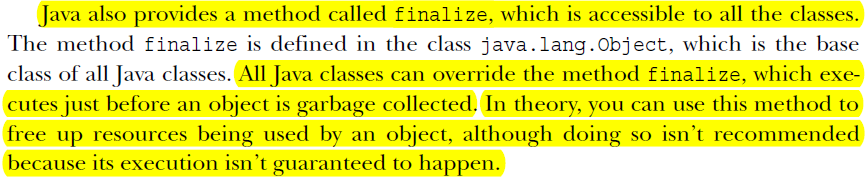 Java also provides a method called finalize, which is accessible to all the classes.
The method finalize is defined in the class java.lang.Object, which is the base
class of all Java classes. All Java classes can override the method finalize, which exe-
cutes just before an object is garbage collected. In theory, you can use this method to
free up resources being used by an object, although doing so isn’t recommended
because its execution isn’t guaranteed to happen.